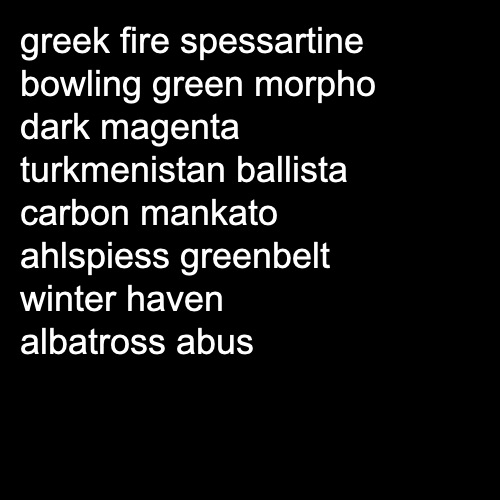 greek fire spessartine
bowling green morpho
dark magenta
turkmenistan ballista
carbon mankato
ahlspiess greenbelt
winter haven
albatross abus